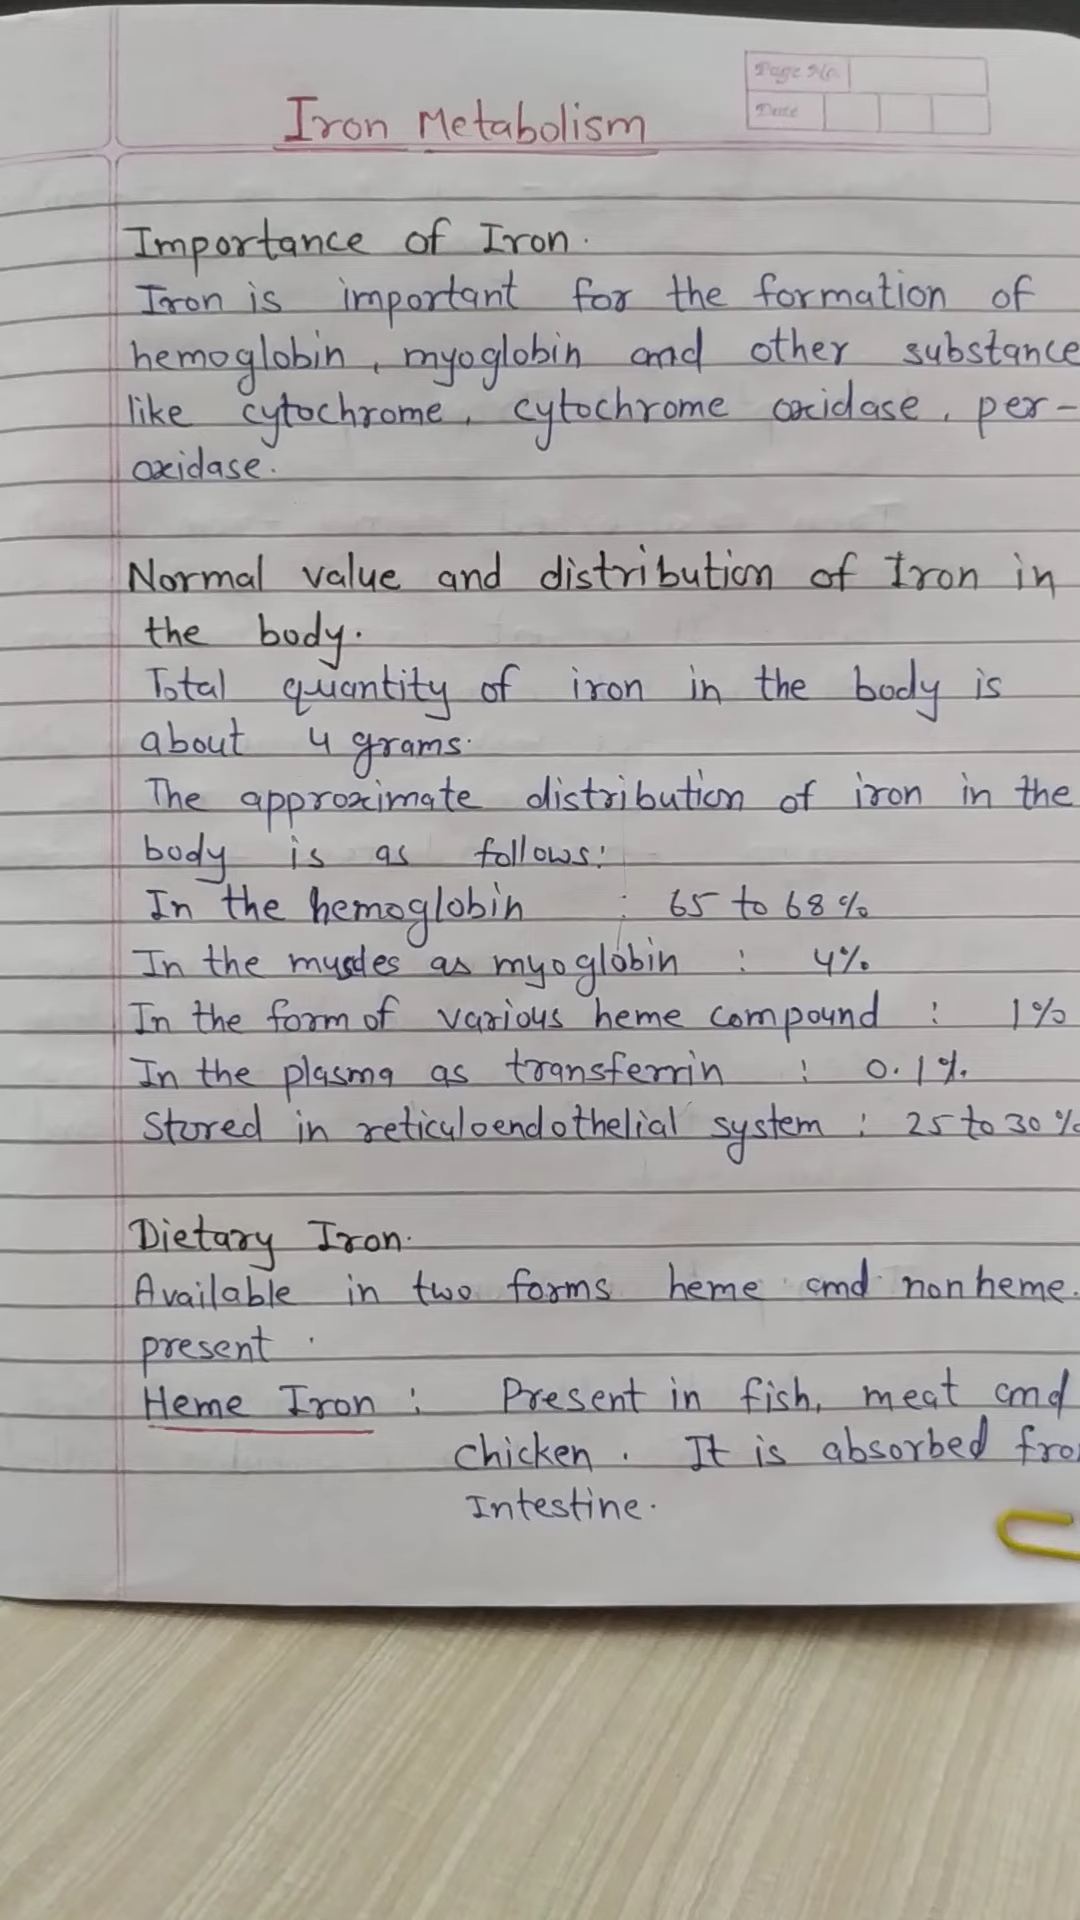 Page No.
Date
Iron Metabolism
Importance of Iron.
Iron is important for the formation of
hemoglobin, myoglobin and other substance
like cytochrome, cytochrome oxidase, per-
oxidase.
Normal value and distribution of Iron in
the body.
Total quantity of iron in the body is
about 4 grams.
The approximate distribution of iron in the
body is as follows:
In the hemoglobin : 65 to 68%
In the muscles as myoglobin : 4%
In the form of various heme compound : 1%
In the plasma as transferrin : 0.1%.
Stored in reticuloendothelial system : 25 to 30%
Dietary Iron.
Available in two forms heme and nonheme.
present.
Heme Iron : Present in fish, meat and
chicken. It is absorbed fro
Intestine.